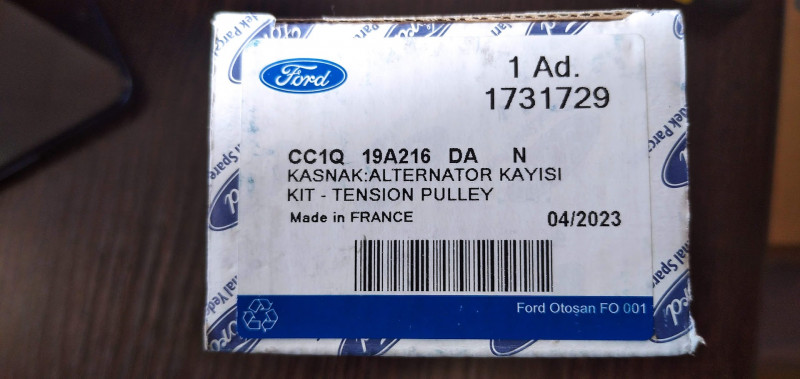 Ford
1 Ad.
1731729
CC1Q 19A216 DA N
KASNAK:ALTERNATOR KAYISI
KIT - TENSION PULLEY
Made in FRANCE 04/2023
Ford Otosan FO 001